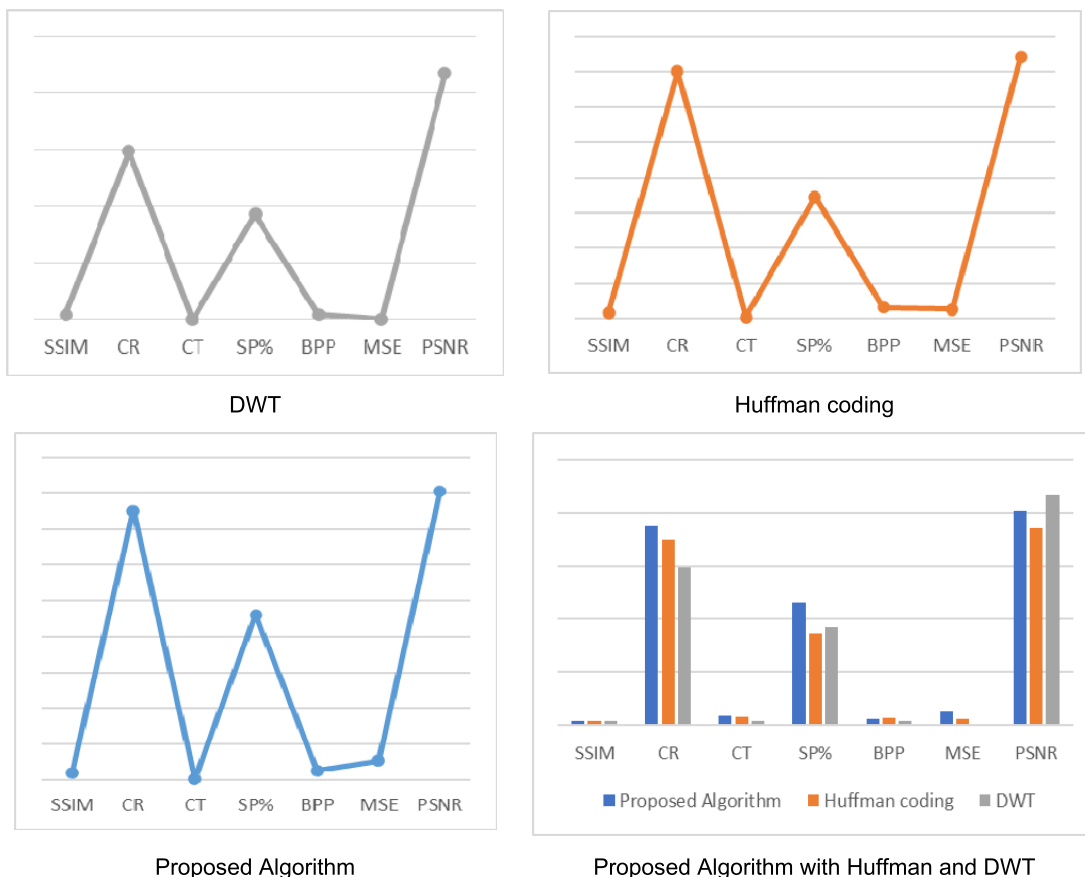 SSIM CR CT SP% BPP MSE PSNR
DWT
SSIM CR CT SP% BPP MSE PSNR
Huffman coding
SSIM CR CT SP% BPP MSE PSNR
Proposed Algorithm
SSIM CR CT SP% BPP MSE PSNR
Proposed Algorithm Huffman coding DWT
Proposed Algorithm with Huffman and DWT